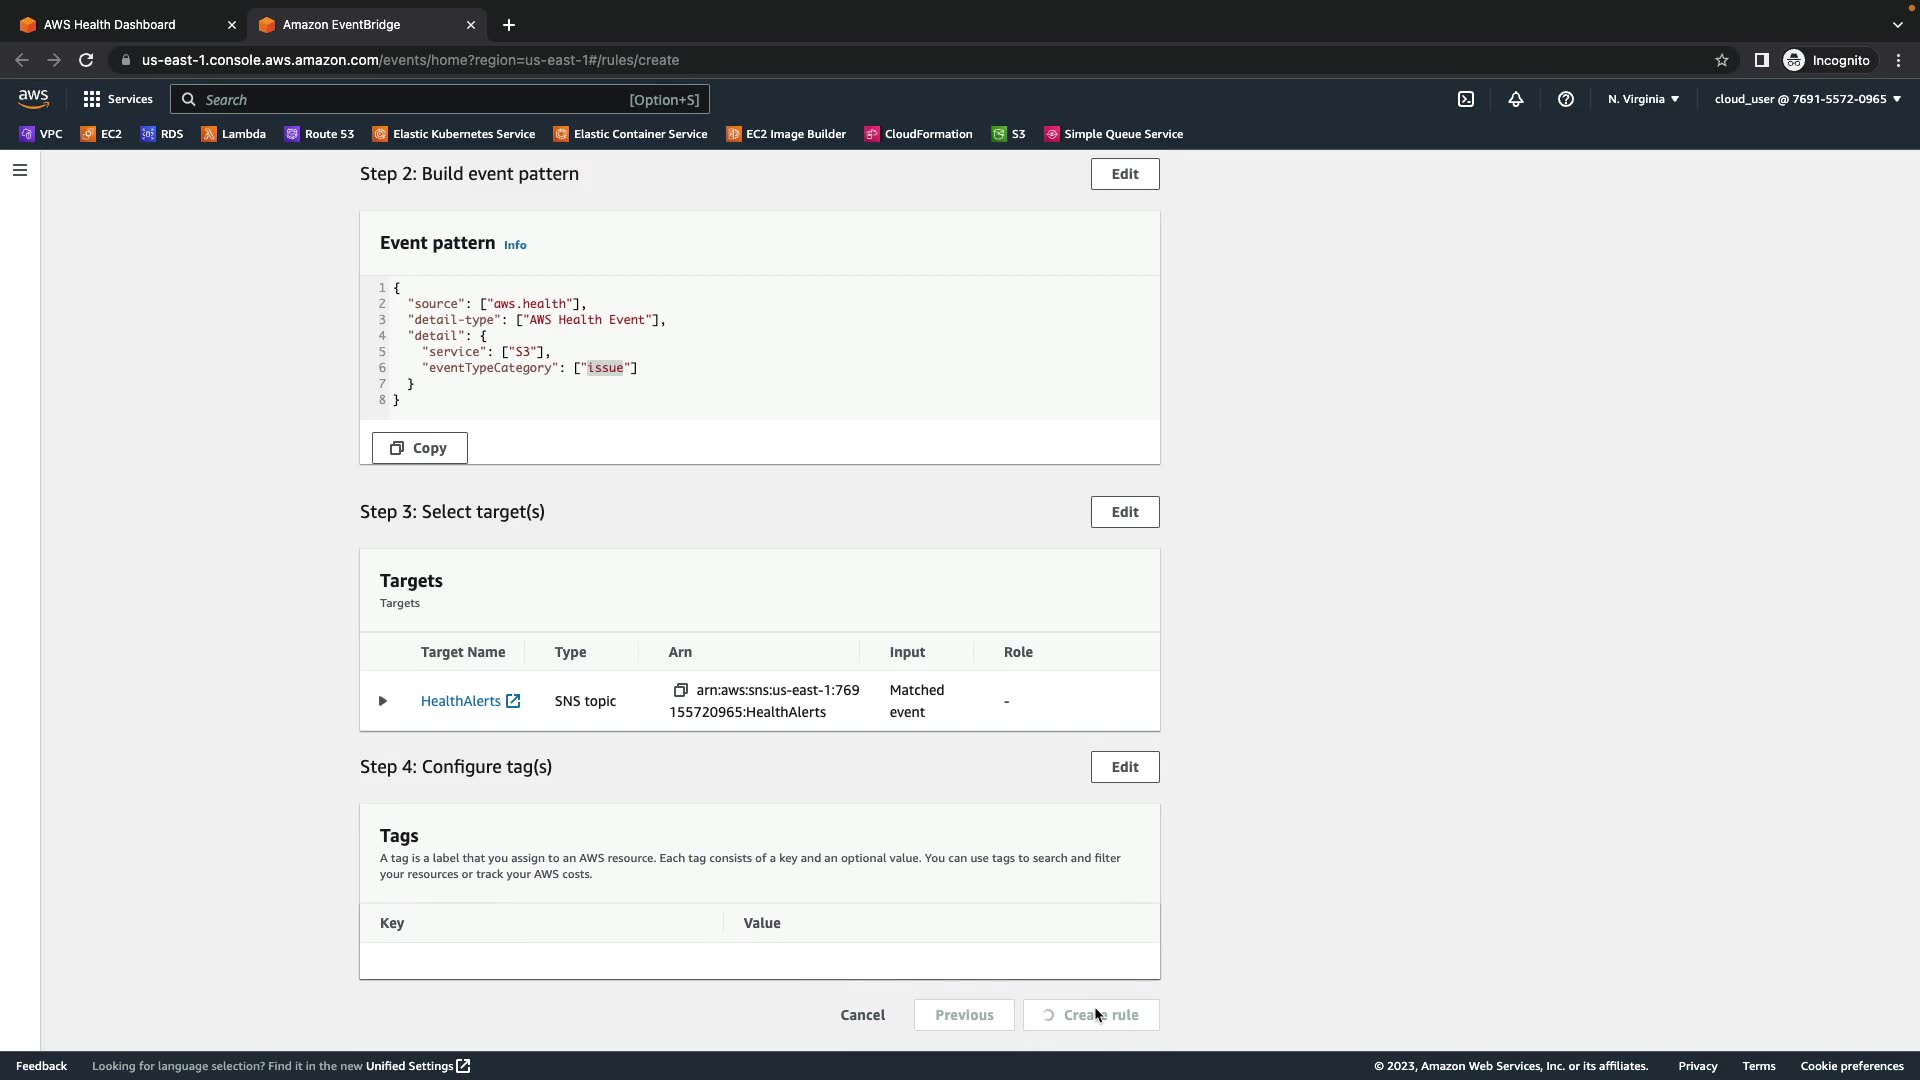 AWS Health Dashboard
Amazon EventBridge
us-east-1.console.aws.amazon.com/events/home?region=us-east-1#/rules/create
Incognito
aws
Services
Search
[Option+S]
N. Virginia
cloud_user @ 7691-5572-0965
VPC
EC2
RDS
Lambda
Route 53
Elastic Kubernetes Service
Elastic Container Service
EC2 Image Builder
CloudFormation
S3
Simple Queue Service
Step 2: Build event pattern
Edit
Event pattern Info
1 {
2 "source": ["aws.health"],
3 "detail-type": ["AWS Health Event"],
4 "detail": {
5 "service": ["S3"],
6 "eventTypeCategory": ["issue"]
7 }
8 }
Copy
Step 3: Select target(s)
Edit
Targets
Targets
Target Name
Type
Arn
Input
Role
HealthAlerts
SNS topic
arn:aws:sns:us-east-1:769
155720965:HealthAlerts
Matched
event
-
Step 4: Configure tag(s)
Edit
Tags
A tag is a label that you assign to an AWS resource. Each tag consists of a key and an optional value. You can use tags to search and filter
your resources or track your AWS costs.
Key
Value
Cancel
Previous
Create rule
Feedback
Looking for language selection? Find it in the new Unified Settings
© 2023, Amazon Web Services, Inc. or its affiliates.
Privacy
Terms
Cookie preferences